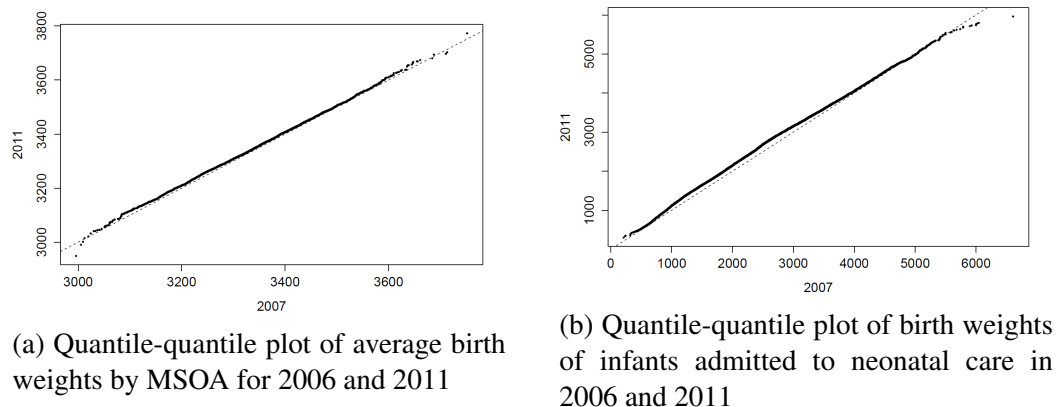 3800
3600
3400
3200
3000
2011
3000 3200 3400 3600
2007
(a) Quantile-quantile plot of average birth
weights by MSOA for 2006 and 2011
5000
3000
1000
2011
0 1000 2000 3000 4000 5000 6000
2007
(b) Quantile-quantile plot of birth weights
of infants admitted to neonatal care in
2006 and 2011